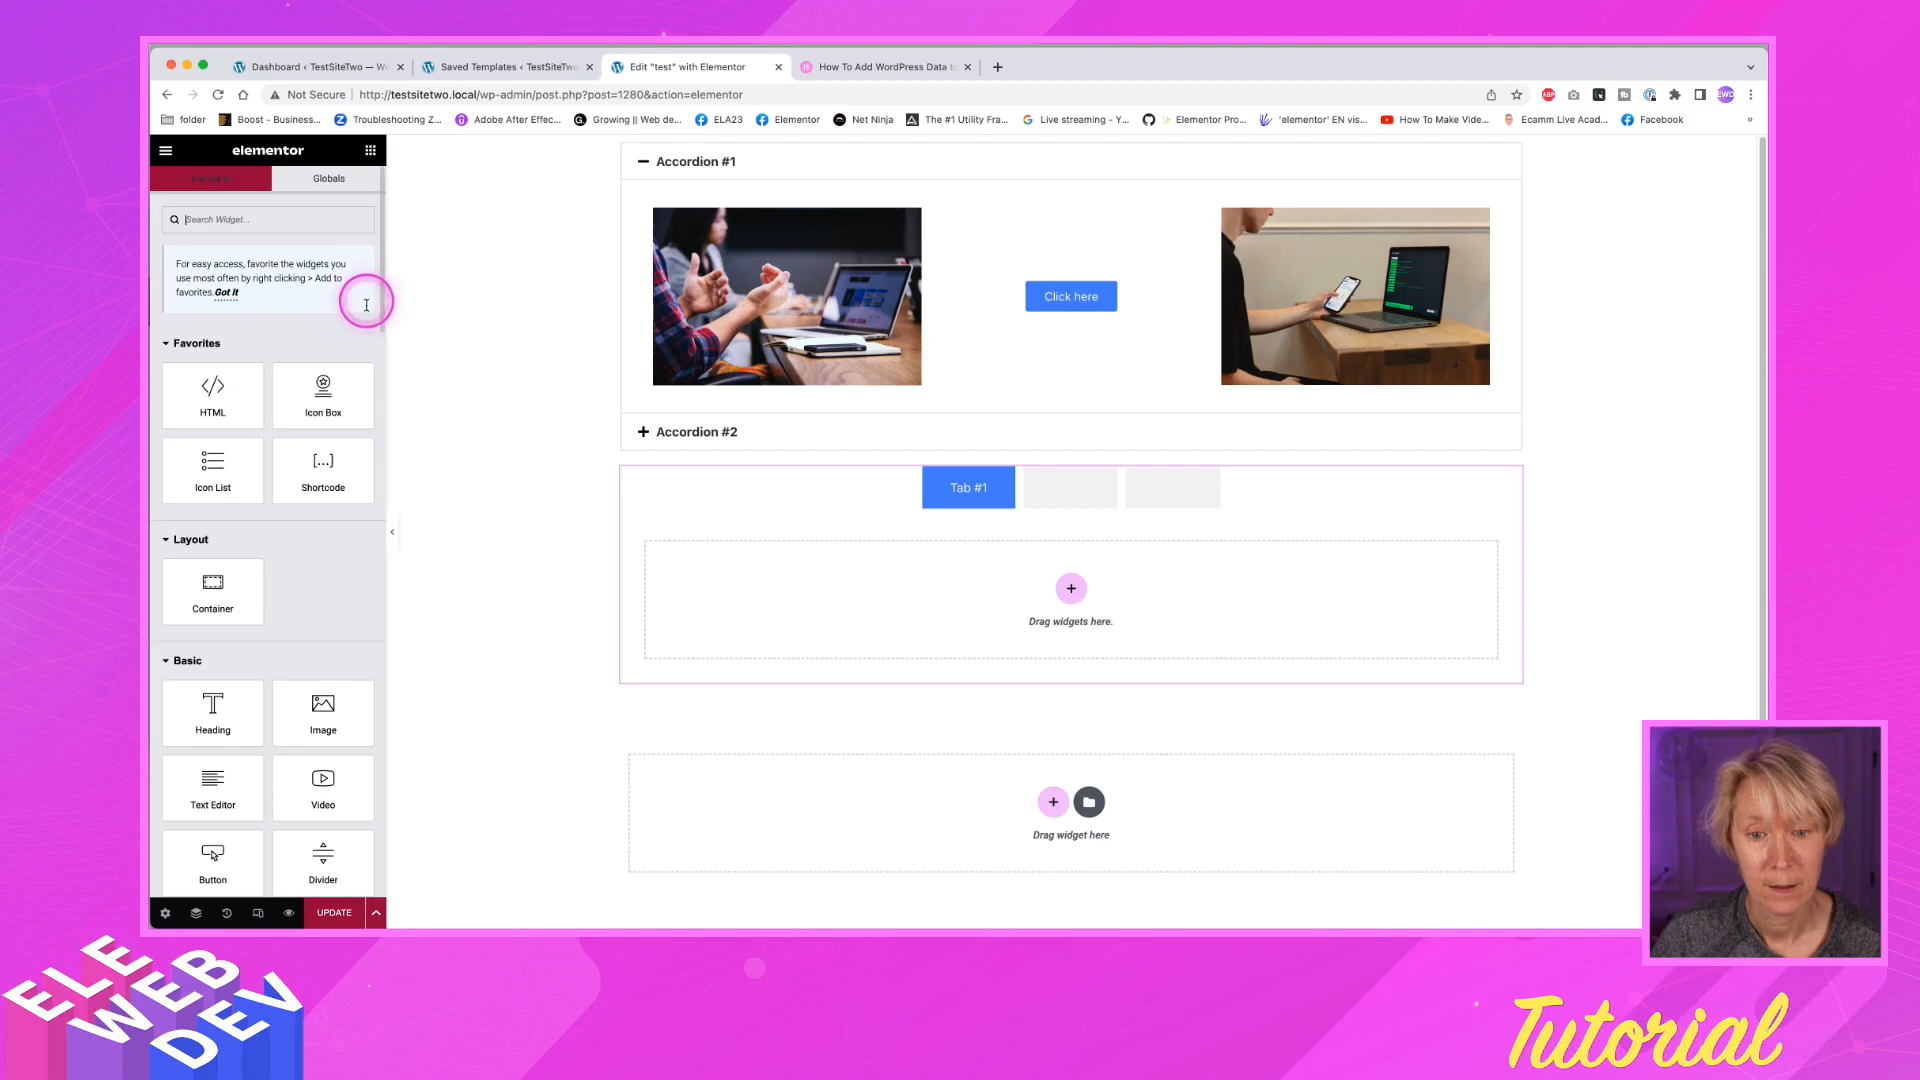 Dashboard ‹ TestSiteTwo — Wo
Saved Templates ‹ TestSiteTwo
Edit "test" with Elementor
How To Add WordPress Data to
Not Secure
http://testsitetwo.local/wp-admin/post.php?post=1280&action=elementor
ABP
EWD
folder
Boost - Business...
Troubleshooting Z...
Adobe After Effec...
Growing || Web de...
ELA23
Elementor
Net Ninja
The #1 Utility Fra...
Live streaming - Y...
Elementor Pro...
'elementor' EN vis...
How To Make Vide...
Ecamm Live Acad...
Facebook
»
elementor
Globals
Search Widget...
For easy access, favorite the widgets you
use most often by right clicking > Add to
favorites. Got It
Favorites
HTML
Icon Box
Icon List
Shortcode
Layout
Container
Basic
Heading
Image
Text Editor
Video
Button
Divider
UPDATE
Accordion #1
Click here
Accordion #2
Tab #1
Drag widgets here.
Drag widget here
ELE
WEB
DEV
Tutorial